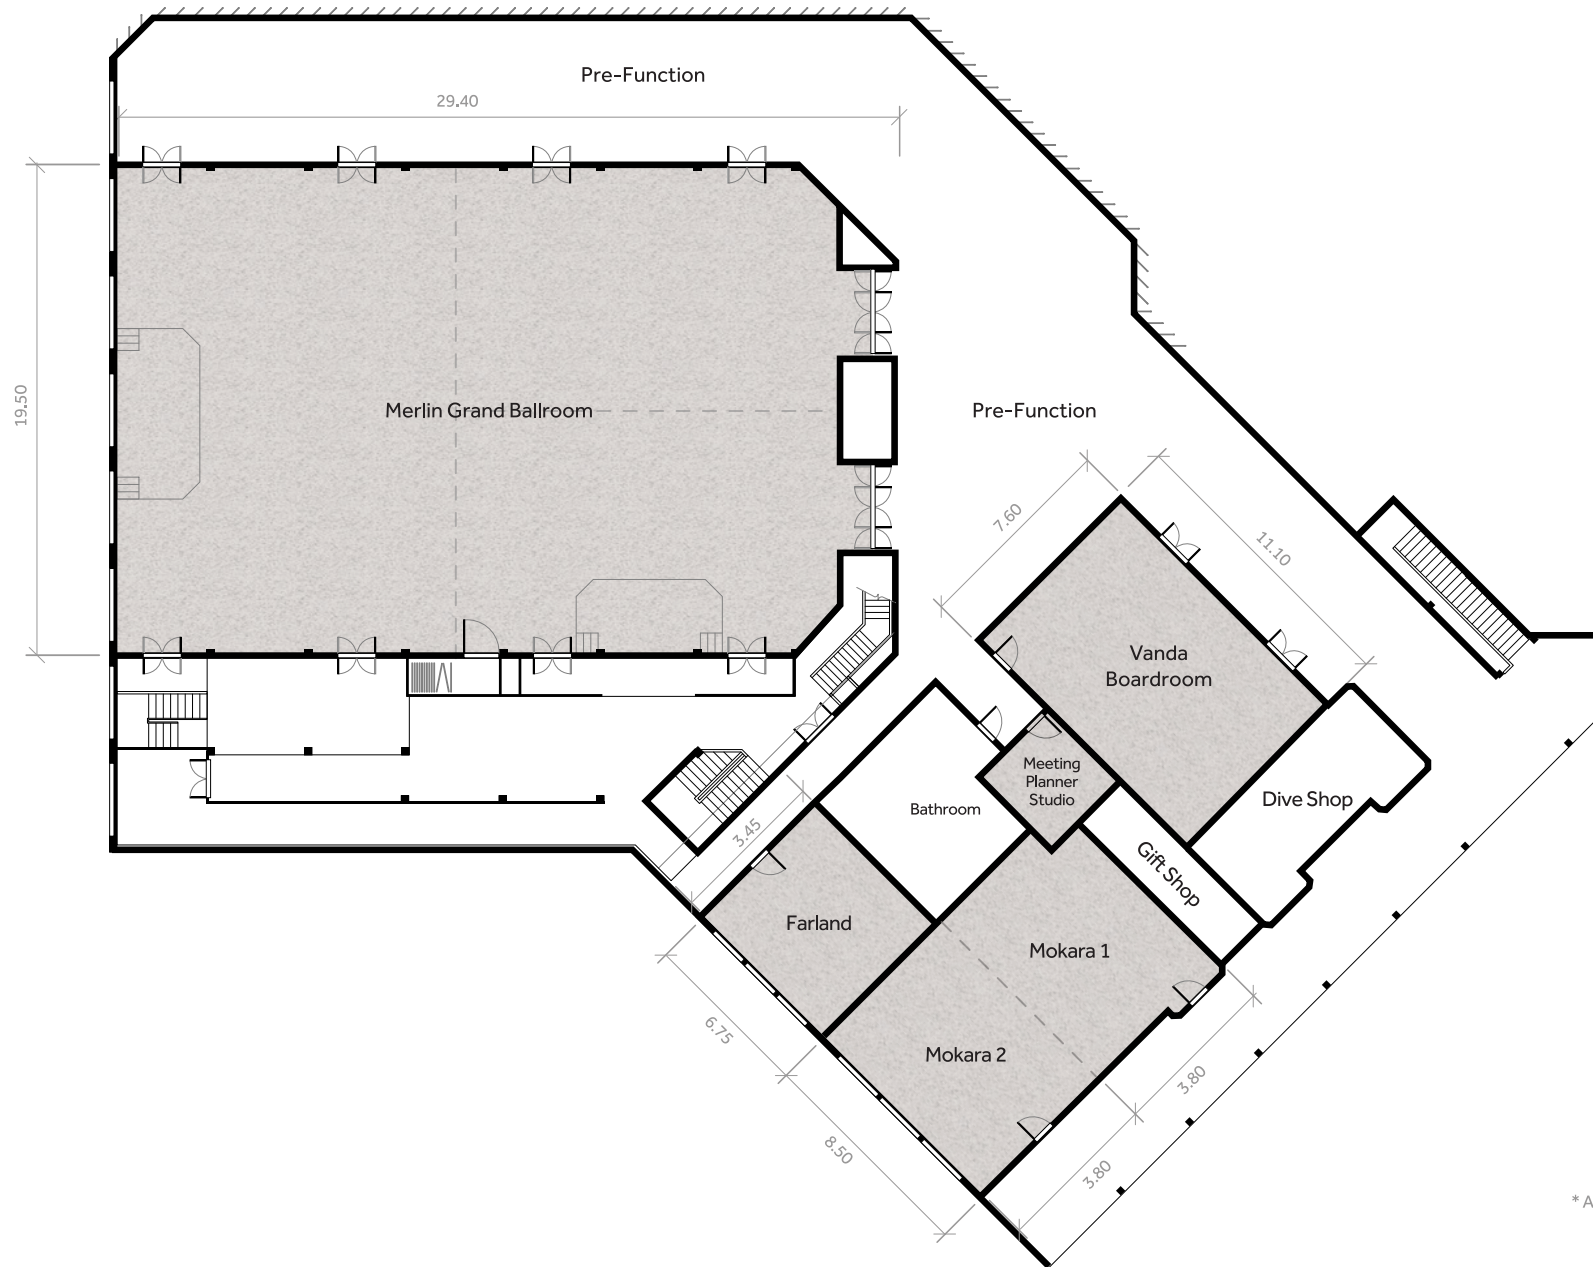 Pre-Function
29.40
19.50
Merlin Grand Ballroom
Pre-Function
7.60
11.10
Vanda
Boardroom
Meeting
Planner
Studio
Dive Shop
Bathroom
3.45
Gift Shop
Farland
Mokara 1
6.75
Mokara 2
3.80
8.50
3.80
* A